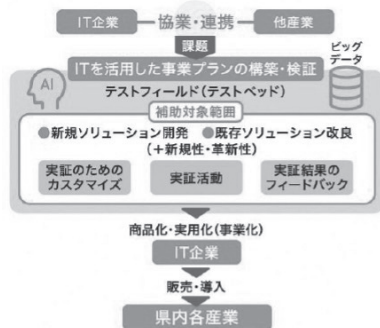 IT企業 協業・連携 他産業
課題
ビッグ
データ
ITを活用した事業プランの構築・検証
AI
テストフィールド(テストベッド)
補助対象範囲
●新規ソリューション開発 ●既存ソリューション改良
(+新規性・革新性)
実証のための
カスタマイズ
実証活動
実証結果の
フィードバック
商品化・実用化(事業化)
IT企業
販売・導入
県内各産業